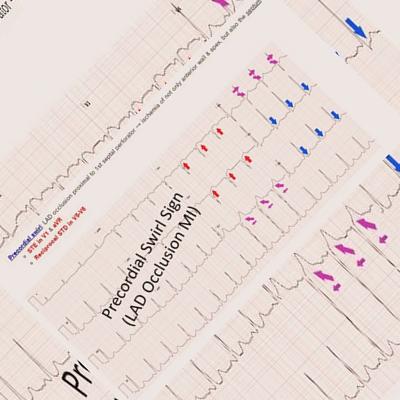 Precordial swirl: LAD occlusion proximal to 1st septal perforator → ischemia of not only anterior wall & apex, but also the septum
STE in V1 & aVR
Reciprocal STD in V5-V6
Precordial Swirl Sign
(LAD Occlusion MI)
V1
Pr